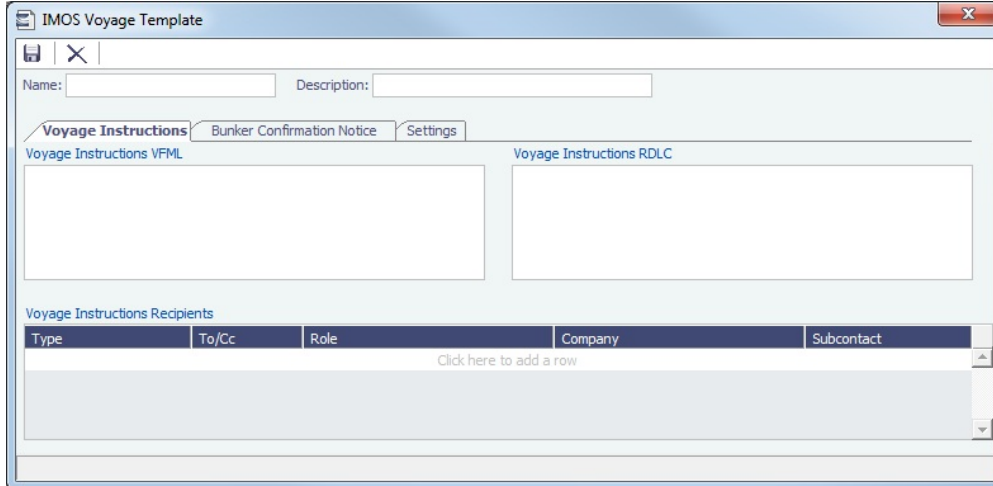 IMOS Voyage Template
Name: Description:
Voyage Instructions Bunker Confirmation Notice Settings
Voyage Instructions VFML Voyage Instructions RDLC
Voyage Instructions Recipients
Type To/Cc Role Company Subcontact
Click here to add a row